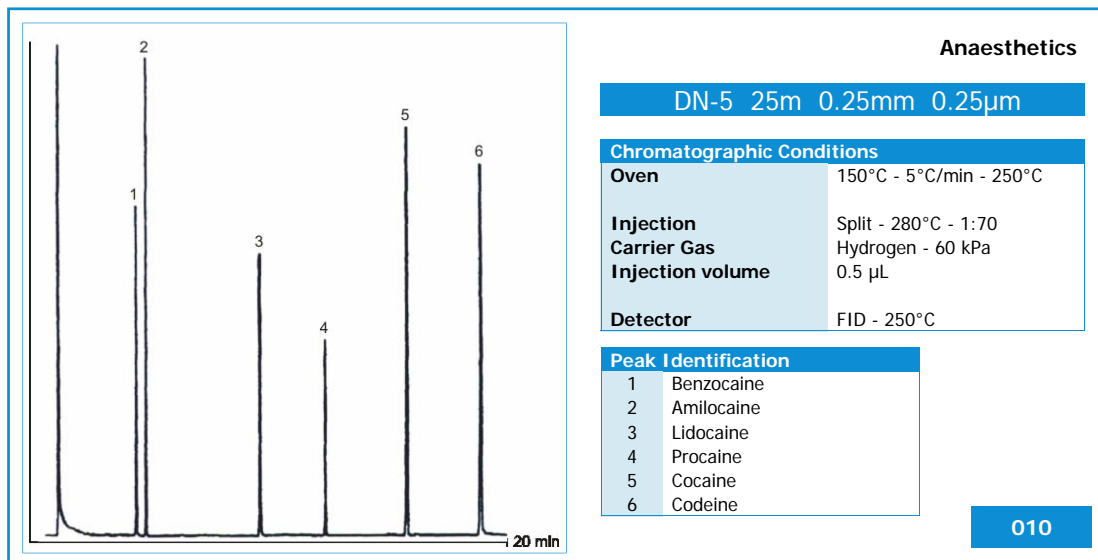 1
2
3
4
5
6
20 min
Anaesthetics
DN-5 25m 0.25mm 0.25µm
Chromatographic Conditions
Oven 150°C - 5°C/min - 250°C
Injection Split - 280°C - 1:70
Carrier Gas Hydrogen - 60 kPa
Injection volume 0.5 µL
Detector FID - 250°C
Peak Identification
1 Benzocaine
2 Amilocaine
3 Lidocaine
4 Procaine
5 Cocaine
6 Codeine
010